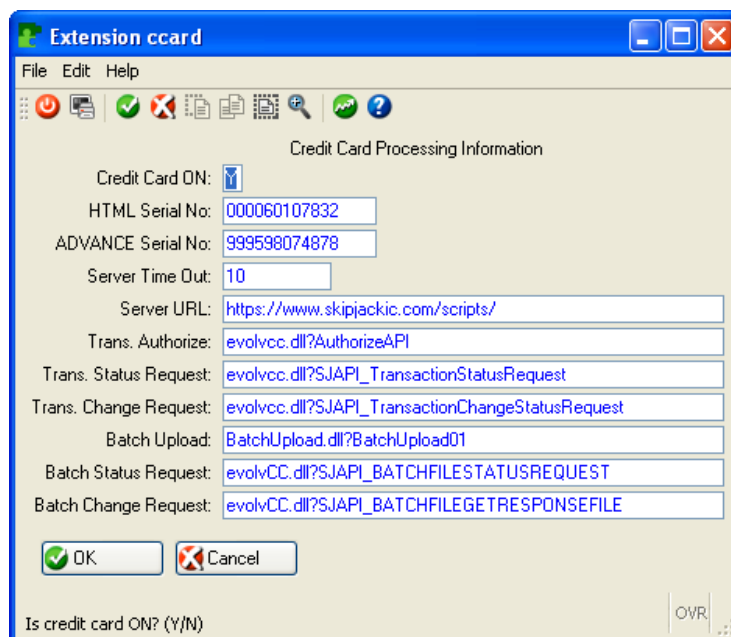 Extension ccard
File Edit Help
Credit Card Processing Information
Credit Card ON: Y
HTML Serial No: 000060107832
ADVANCE Serial No: 999598074878
Server Time Out: 10
Server URL: https://www.skipjackic.com/scripts/
Trans. Authorize: evolvcc.dll?AuthorizeAPI
Trans. Status Request: evolvcc.dll?SJAPI_TransactionStatusRequest
Trans. Change Request: evolvcc.dll?SJAPI_TransactionChangeStatusRequest
Batch Upload: BatchUpload.dll?BatchUpload01
Batch Status Request: evolvCC.dll?SJAPI_BATCHFILESTATUSREQUEST
Batch Change Request: evolvCC.dll?SJAPI_BATCHFILEGETRESPONSEFILE
OK Cancel
Is credit card ON? (Y/N) OVR